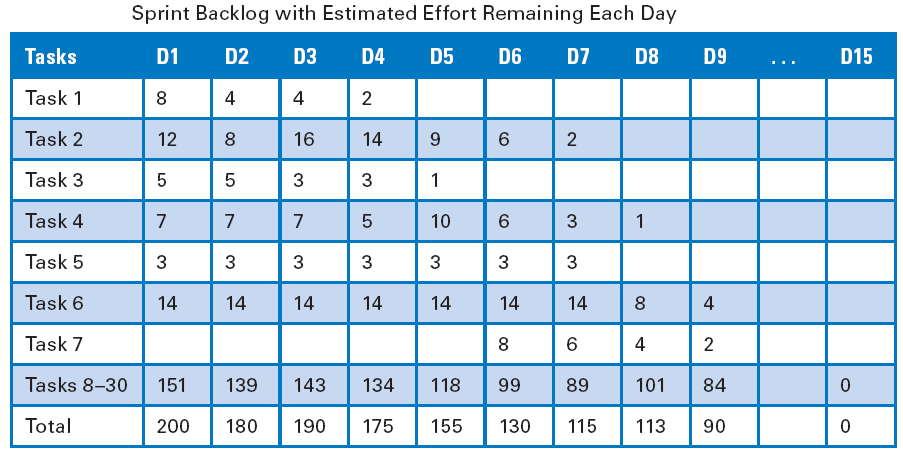 Sprint Backlog with Estimated Effort Remaining Each Day
Tasks D1 D2 D3 D4 D5 D6 D7 D8 D9 ... D15
Task 1 8 4 4 2
Task 2 12 8 16 14 9 6 2
Task 3 5 5 3 3 1
Task 4 7 7 7 5 10 6 3 1
Task 5 3 3 3 3 3 3 3
Task 6 14 14 14 14 14 14 14 8 4
Task 7 8 6 4 2
Tasks 8–30 151 139 143 134 118 99 89 101 84 0
Total 200 180 190 175 155 130 115 113 90 0